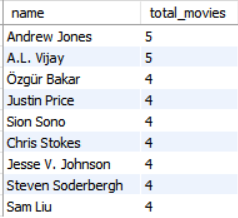 name total_movies
Andrew Jones 5
A.L. Vijay 5
Özgür Bakar 4
Justin Price 4
Sion Sono 4
Chris Stokes 4
Jesse V. Johnson 4
Steven Soderbergh 4
Sam Liu 4